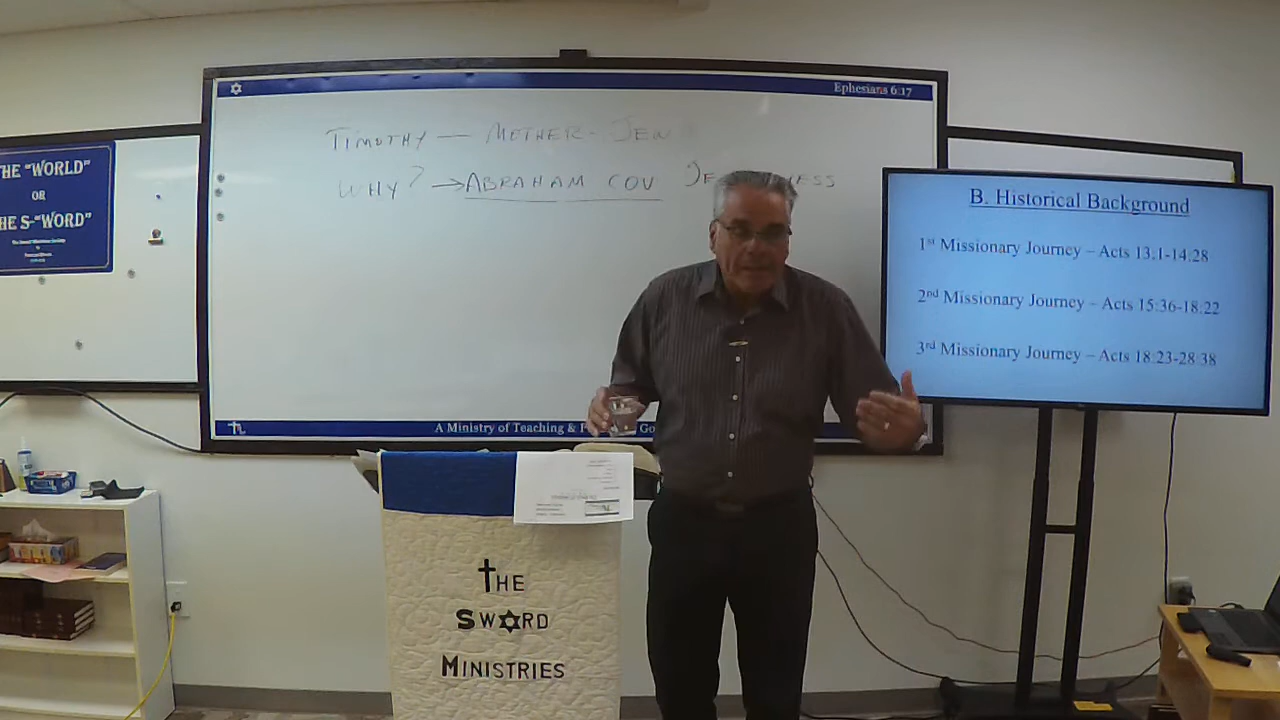 Ephesians 6:17
TIMOTHY — MOTHER - JEW
WHY? → ABRAHAM COV
THE "WORLD"
OR
THE S-"WORD"
B. Historical Background
1st Missionary Journey – Acts 13:1-14:28
2nd Missionary Journey – Acts 15:36-18:22
3rd Missionary Journey – Acts 18:23-28:38
A Ministry of Teaching &
THE
SWORD
MINISTRIES